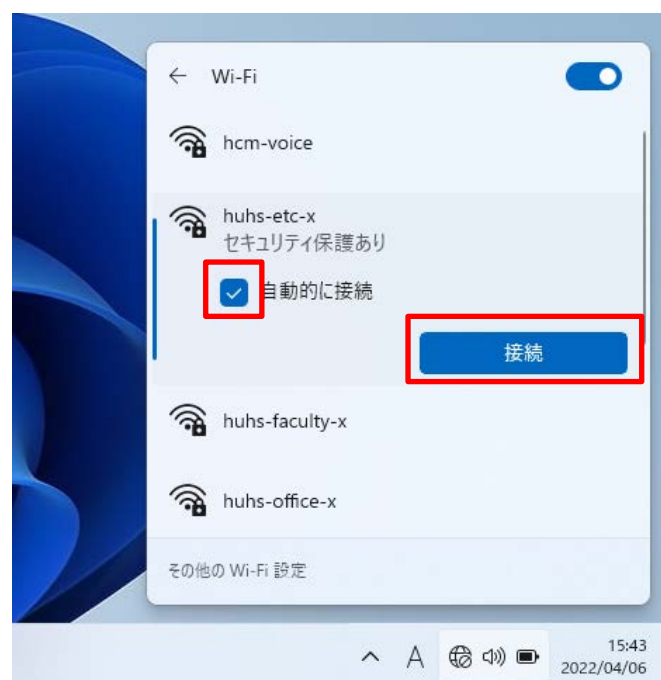 Wi-Fi
hcm-voice
huhs-etc-x
セキュリティ保護あり
自動的に接続
接続
huhs-faculty-x
huhs-office-x
その他の Wi-Fi 設定
A
15:43
2022/04/06